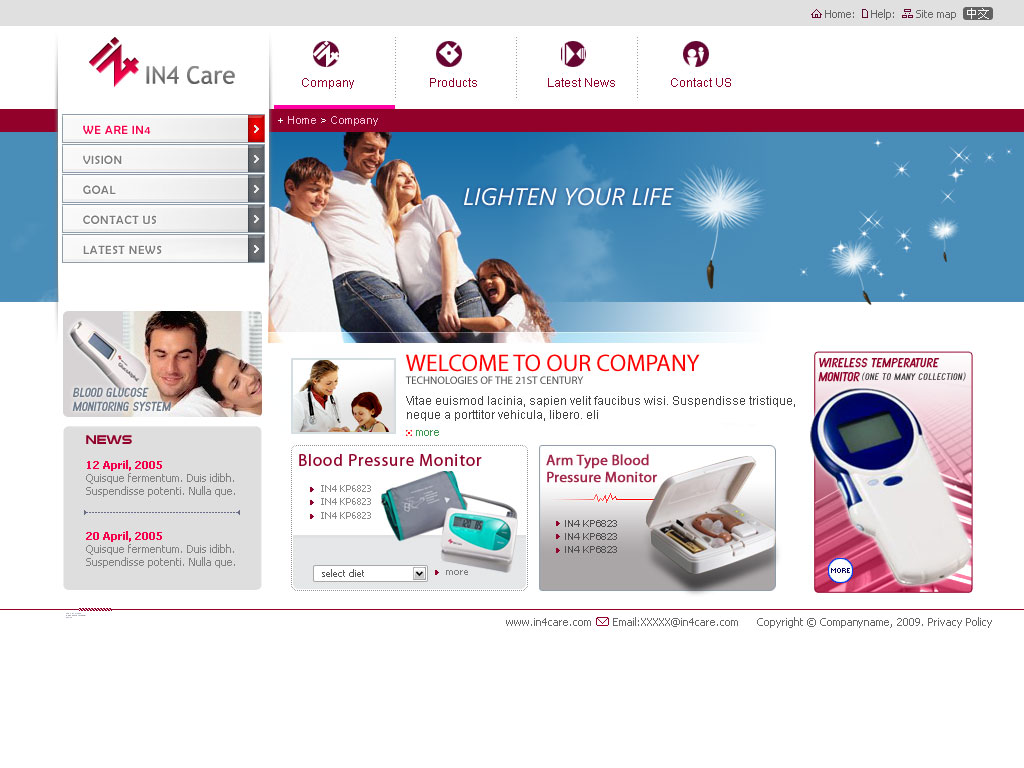 Home: Help: Site map 中文
IN4 Care
Company Products Latest News Contact US
WE ARE IN4
VISION
GOAL
CONTACT US
LATEST NEWS
+ Home > Company
LIGHTEN YOUR LIFE
BLOOD GLUCOSE
MONITORING SYSTEM
NEWS
12 April, 2005
Quisque fermentum. Duis idibh.
Suspendisse potenti. Nulla que.
20 April, 2005
Quisque fermentum. Duis idibh.
Suspendisse potenti. Nulla que.
WELCOME TO OUR COMPANY
TECHNOLOGIES OF THE 21ST CENTURY
Vitae euismod lacinia, sapien velit faucibus wisi. Suspendisse tristique,
neque a porttitor vehicula, libero. eli
more
Blood Pressure Monitor
IN4 KP6823
IN4 KP6823
IN4 KP6823
select diet
more
Arm Type Blood
Pressure Monitor
IN4 KP6823
IN4 KP6823
IN4 KP6823
WIRELESS TEMPERATURE
MONITOR (ONE TO MANY COLLECTION)
MORE
www.in4care.com Email:XXXXX@in4care.com Copyright © Companyname, 2009. Privacy Policy